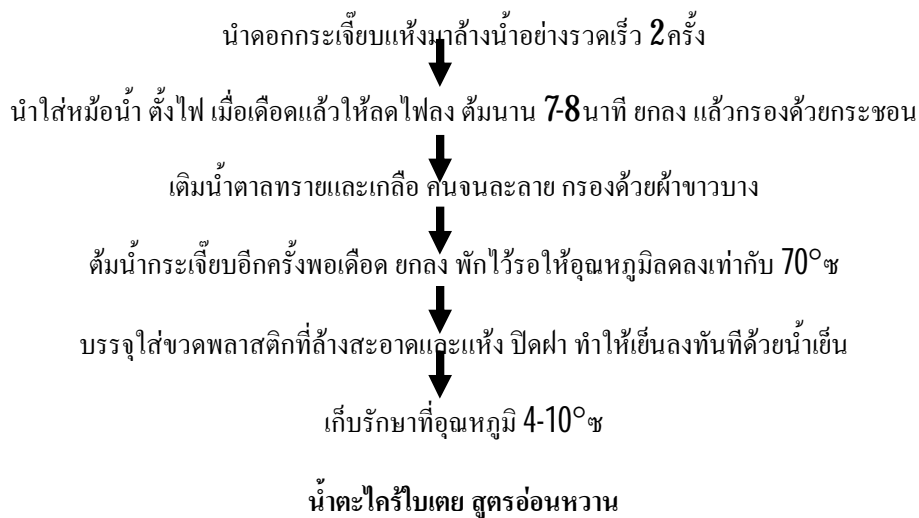 นำดอกกระเจี๊ยบแห้งมาล้างน้ำอย่างรวดเร็ว 2 ครั้ง
นำใส่หม้อน้ำ ตั้งไฟ เมื่อเดือดแล้วให้ลดไฟลง ต้มนาน 7-8 นาที ยกลง แล้วกรองด้วยกระชอน
เติมน้ำตาลทรายและเกลือ คนจนละลาย กรองด้วยผ้าขาวบาง
ต้มน้ำกระเจี๊ยบอีกครั้งพอเดือด ยกลง พักไว้รอให้อุณหภูมิลดลงเท่ากับ 70°ซ
บรรจุใส่ขวดพลาสติกที่ล้างสะอาดและแห้ง ปิดฝา ทำให้เย็นลงทันทีด้วยน้ำเย็น
เก็บรักษาที่อุณหภูมิ 4-10°ซ
น้ำตะไคร้ใบเตย สูตรอ่อนหวาน